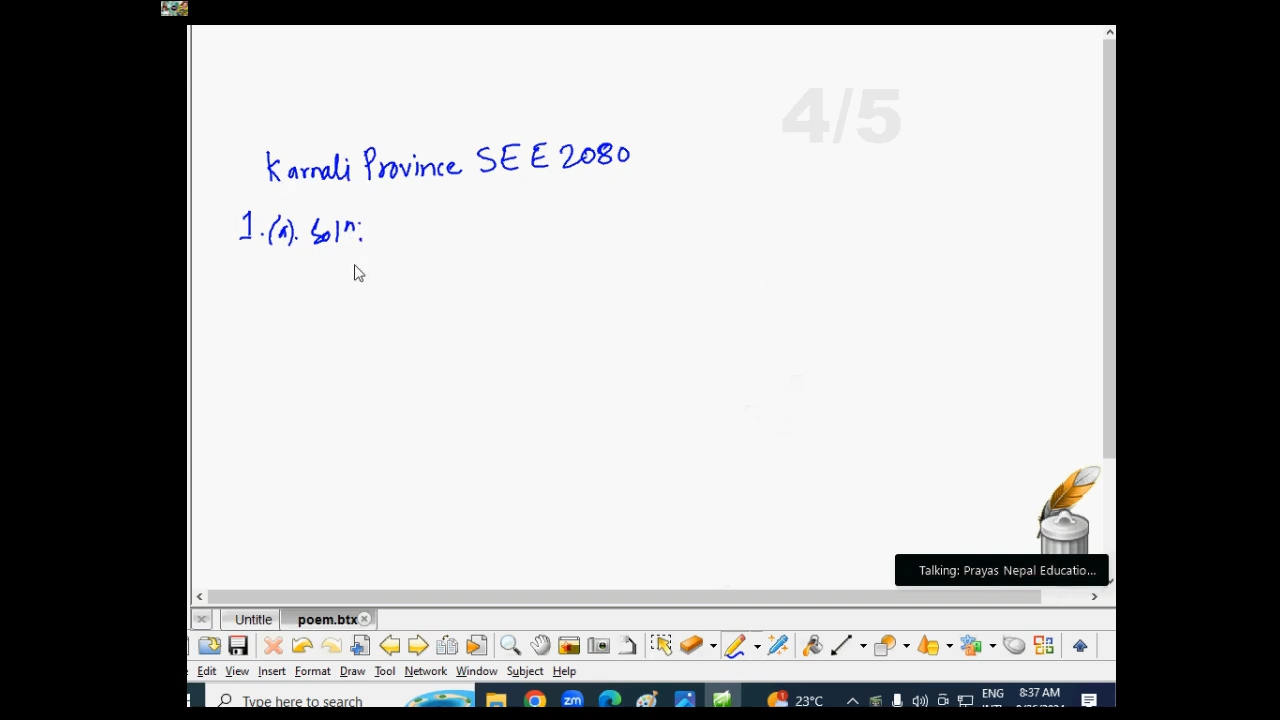 4/5
Karnali Province SEE 2080
1. (a). Solⁿ:
Talking: Prayas Nepal Educatio...
Untitle poem.btx
Edit View Insert Format Draw Tool Network Window Subject Help
Type here to search
zm
23°C
ENG
8:37 AM